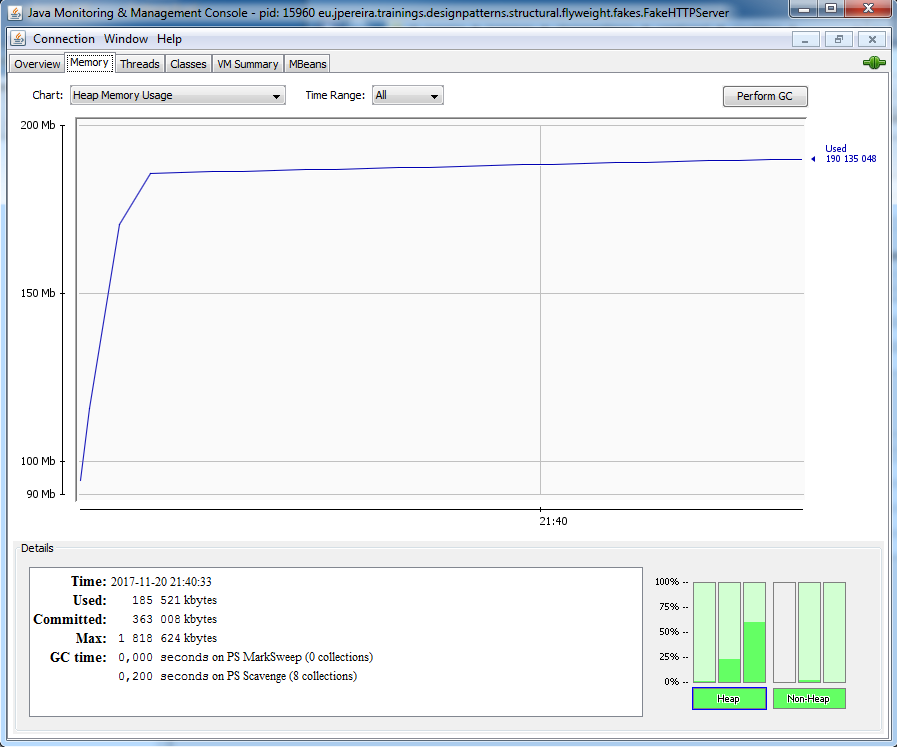 Java Monitoring & Management Console - pid: 15960 eu.jpereira.trainings.designpatterns.structural.flyweight.fakes.FakeHTTPServer
Connection Window Help
Overview Memory Threads Classes VM Summary MBeans
Chart: Heap Memory Usage Time Range: All Perform GC
200 Mb
Used
190 135 048
150 Mb
100 Mb
90 Mb
21:40
Details
Time: 2017-11-20 21:40:33
Used: 185 521 kbytes
Committed: 363 008 kbytes
Max: 1 818 624 kbytes
GC time: 0,000 seconds on PS MarkSweep (0 collections)
0,200 seconds on PS Scavenge (8 collections)
100% --
75% --
50% --
25% --
0% --
Heap Non-Heap